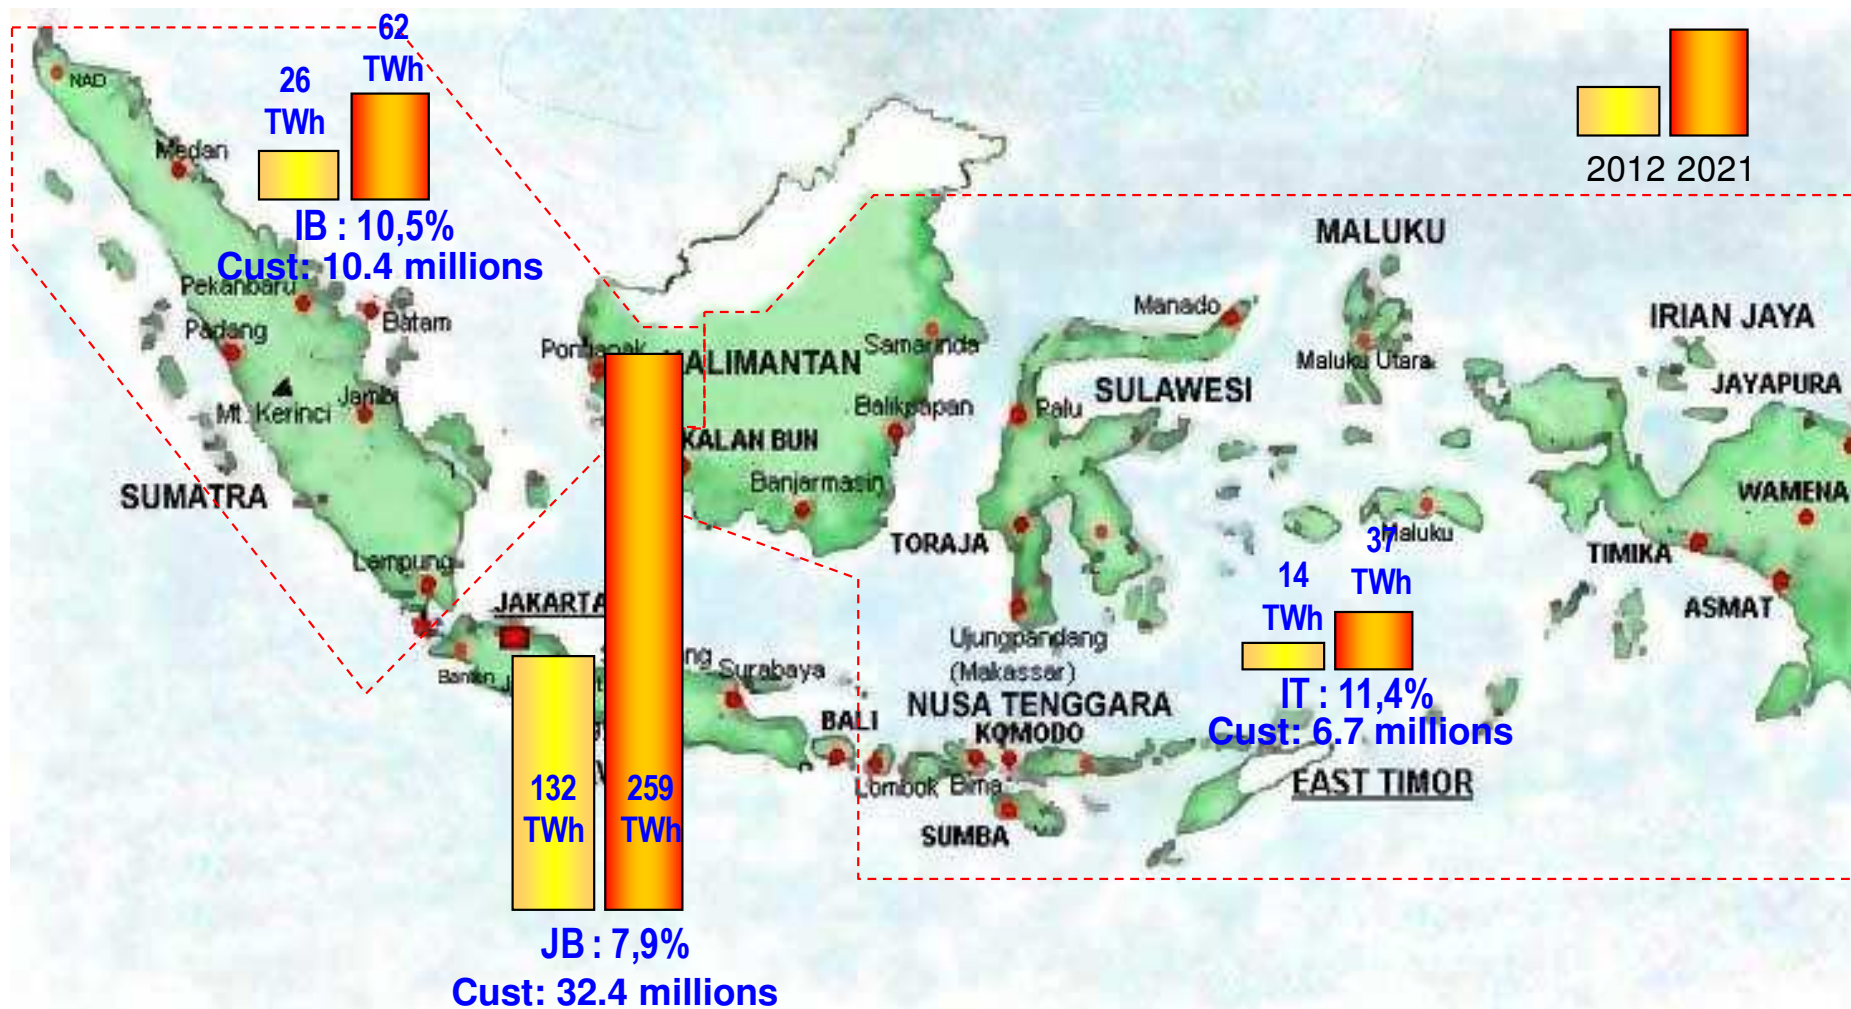 62
TWh
26
TWh
NAD
Medan
2012 2021
IB : 10,5%
Cust: 10.4 millions
MALUKU
Pekanbaru
Batam
Padang
Manado
IRIAN JAYA
Samarinda
Maluku Utara
Pontianak
KALIMANTAN
SULAWESI
JAYAPURA
Mt. Kerinci
Jambi
Balikpapan
Palu
KALAN BUN
SUMATRA
Banjarmasin
WAMENA
TORAJA
Maluku
37
TWh
TIMIKA
14
TWh
Lampung
JAKARTA
ASMAT
Ujungpandang
(Makassar)
ng
Surabaya
Banten
IT : 11,4%
Cust: 6.7 millions
NUSA TENGGARA
BALI
KOMODO
Lombok
Bima
EAST TIMOR
132
TWh
259
TWh
SUMBA
JB : 7,9%
Cust: 32.4 millions